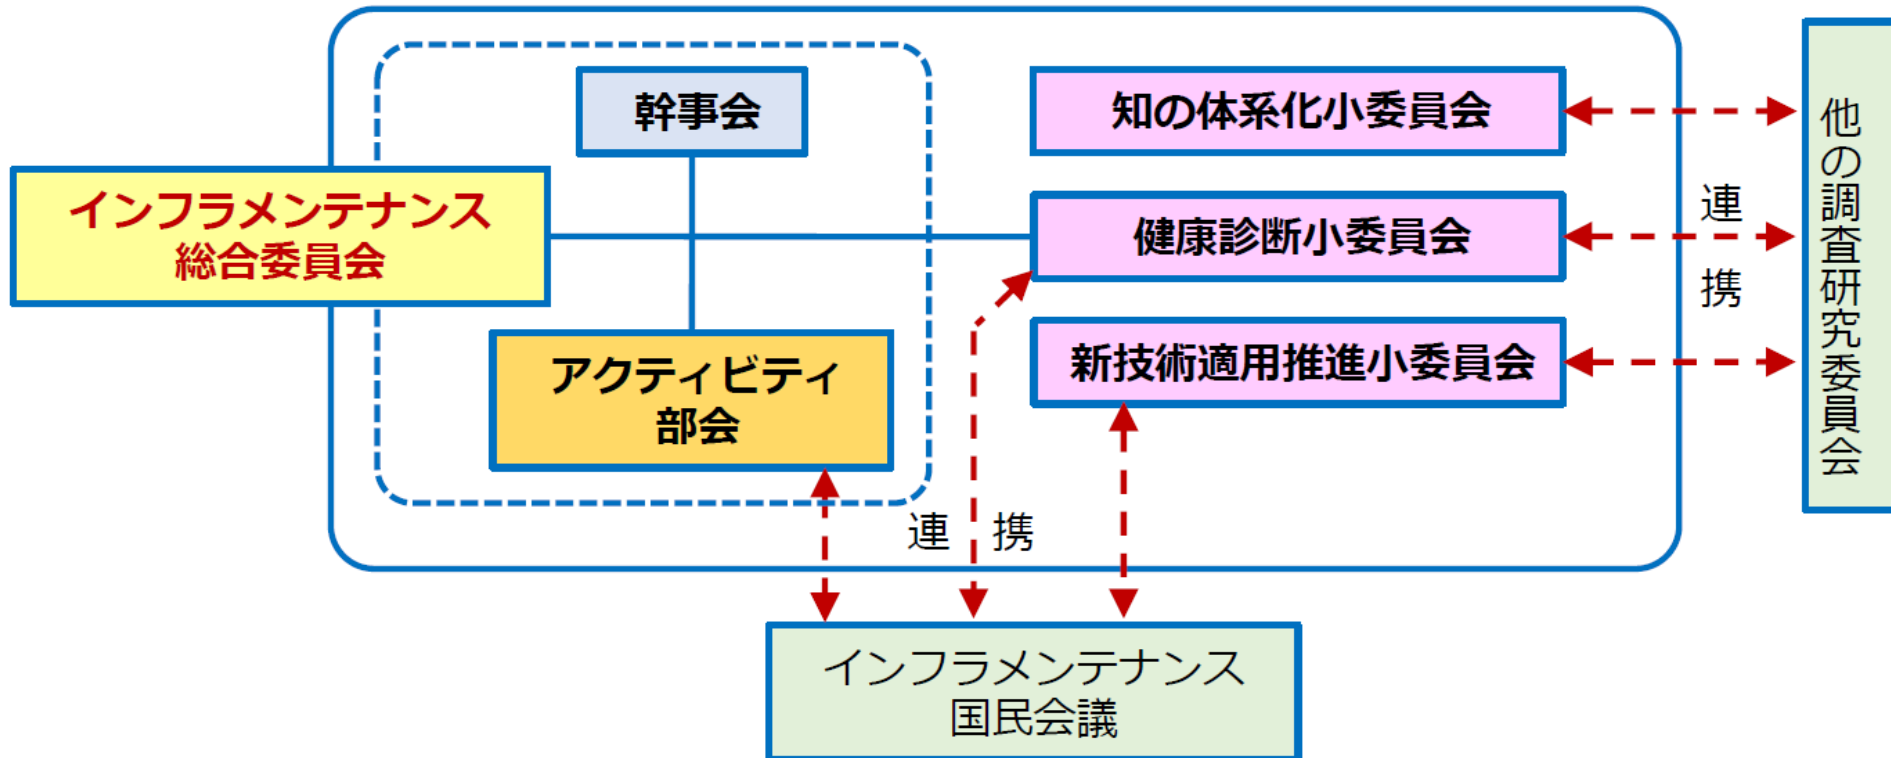 幹事会
知の体系化小委員会
インフラメンテナンス
総合委員会
健康診断小委員会
アクティビティ
部会
新技術適用推進小委員会
連携
他の調査研究委員会
連携
インフラメンテナンス
国民会議